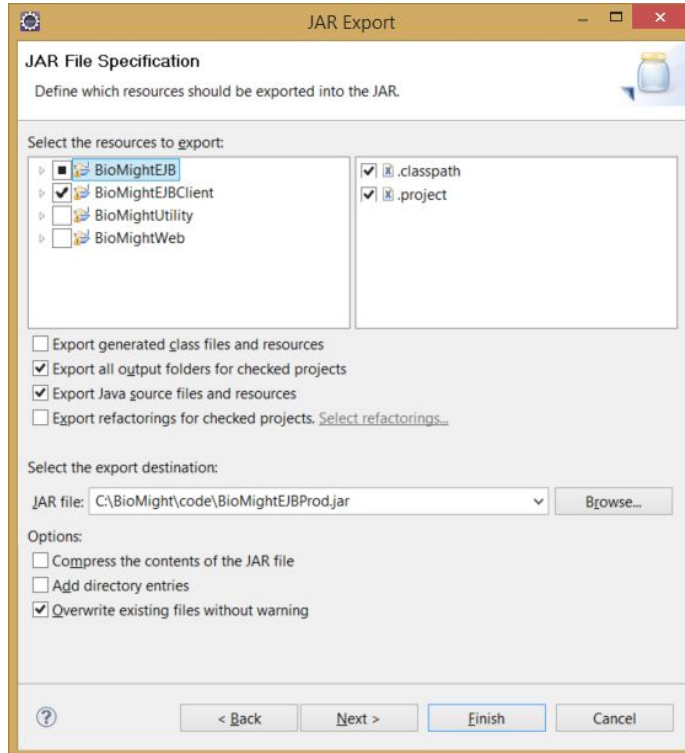 JAR Export
JAR File Specification
Define which resources should be exported into the JAR.
Select the resources to export:
BioMightEJB
BioMightEJBClient
BioMightUtility
BioMightWeb
.classpath
.project
Export generated class files and resources
Export all output folders for checked projects
Export Java source files and resources
Export refactorings for checked projects. Select refactorings...
Select the export destination:
JAR file: C:\BioMight\code\BioMightEJBProd.jar Browse...
Options:
Compress the contents of the JAR file
Add directory entries
Overwrite existing files without warning
? < Back Next > Finish Cancel